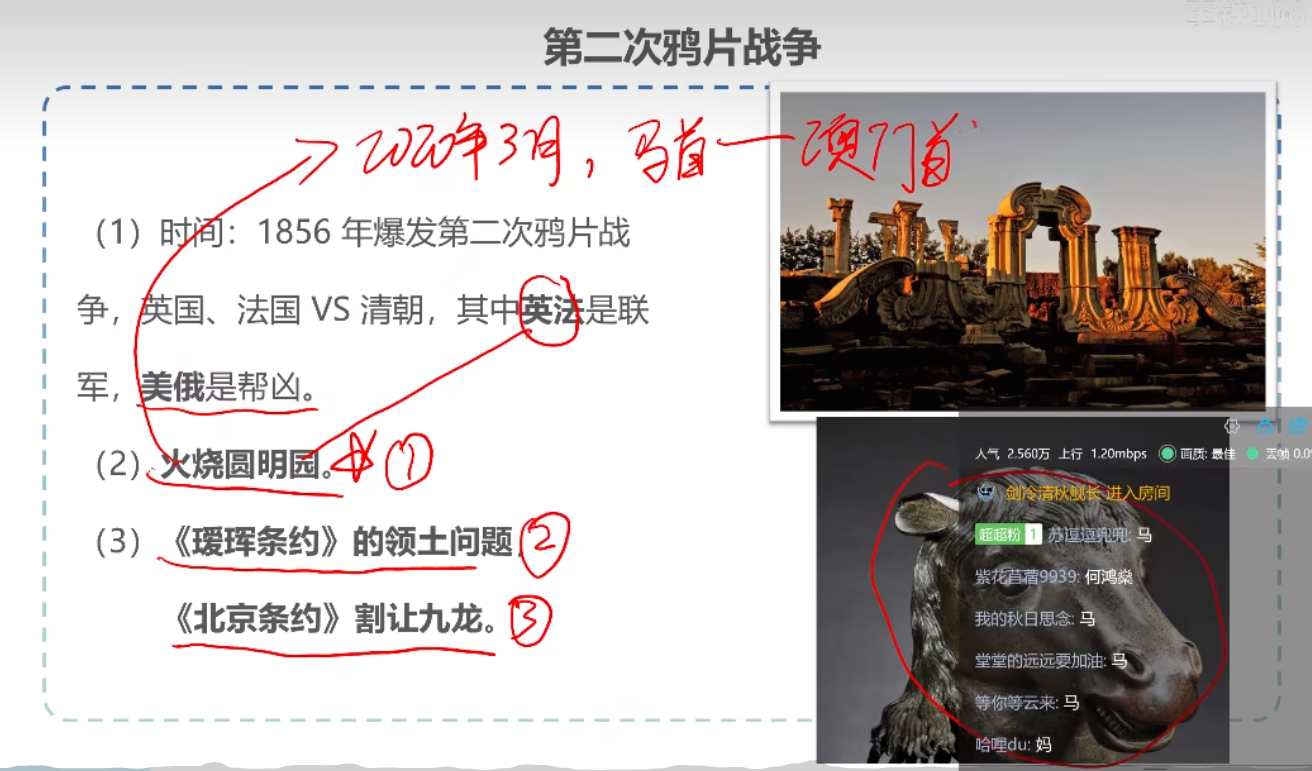 第二次鸦片战争
2020年3月，马首一澳门首
（1）时间：1856 年爆发第二次鸦片战
争，英国、法国 VS 清朝，其中英法是联
军，美俄是帮凶。
（2）火烧圆明园。①
（3）《瑷珲条约》的领土问题，②
《北京条约》割让九龙。③
人气 2.560万 上行 1.20mbps 画质: 最佳 丢帧 0.0
剑冷清秋舰长 进入房间
超超粉 1 苏逗逗兜兜: 马
紫花苜蓿9939: 何鸿燊
我的秋日思念: 马
堂堂的远远要加油: 马
等你等云来: 马
哈哩du: 妈